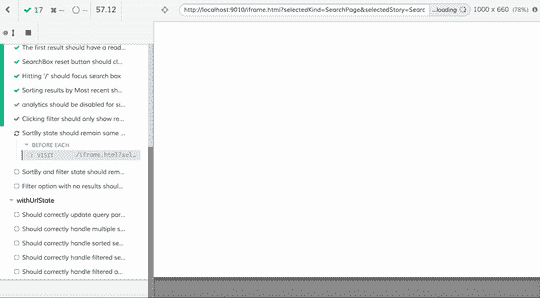 17 -- 57.12 http://localhost:9010/iframe.html?selectedKind=SearchPage&selectedStory=Searc ...loading 1000 x 660 (78%)
The first result should have a read...
SearchBox reset button should cl...
Hitting '/' should focus search box
Sorting results by Most recent sh...
analytics should be disabled for si...
Clicking filter should only show re...
SortBy state should remain same ...
BEFORE EACH
VISIT /iframe.html?sel...
SortBy and filter state should rem...
Filter option with no results shoul...
withUrlState
Should correctly update query par...
Should correctly handle multiple s...
Should correctly handle sorted se...
Should correctly handle filtered se...
Should correctly handle filtered a...